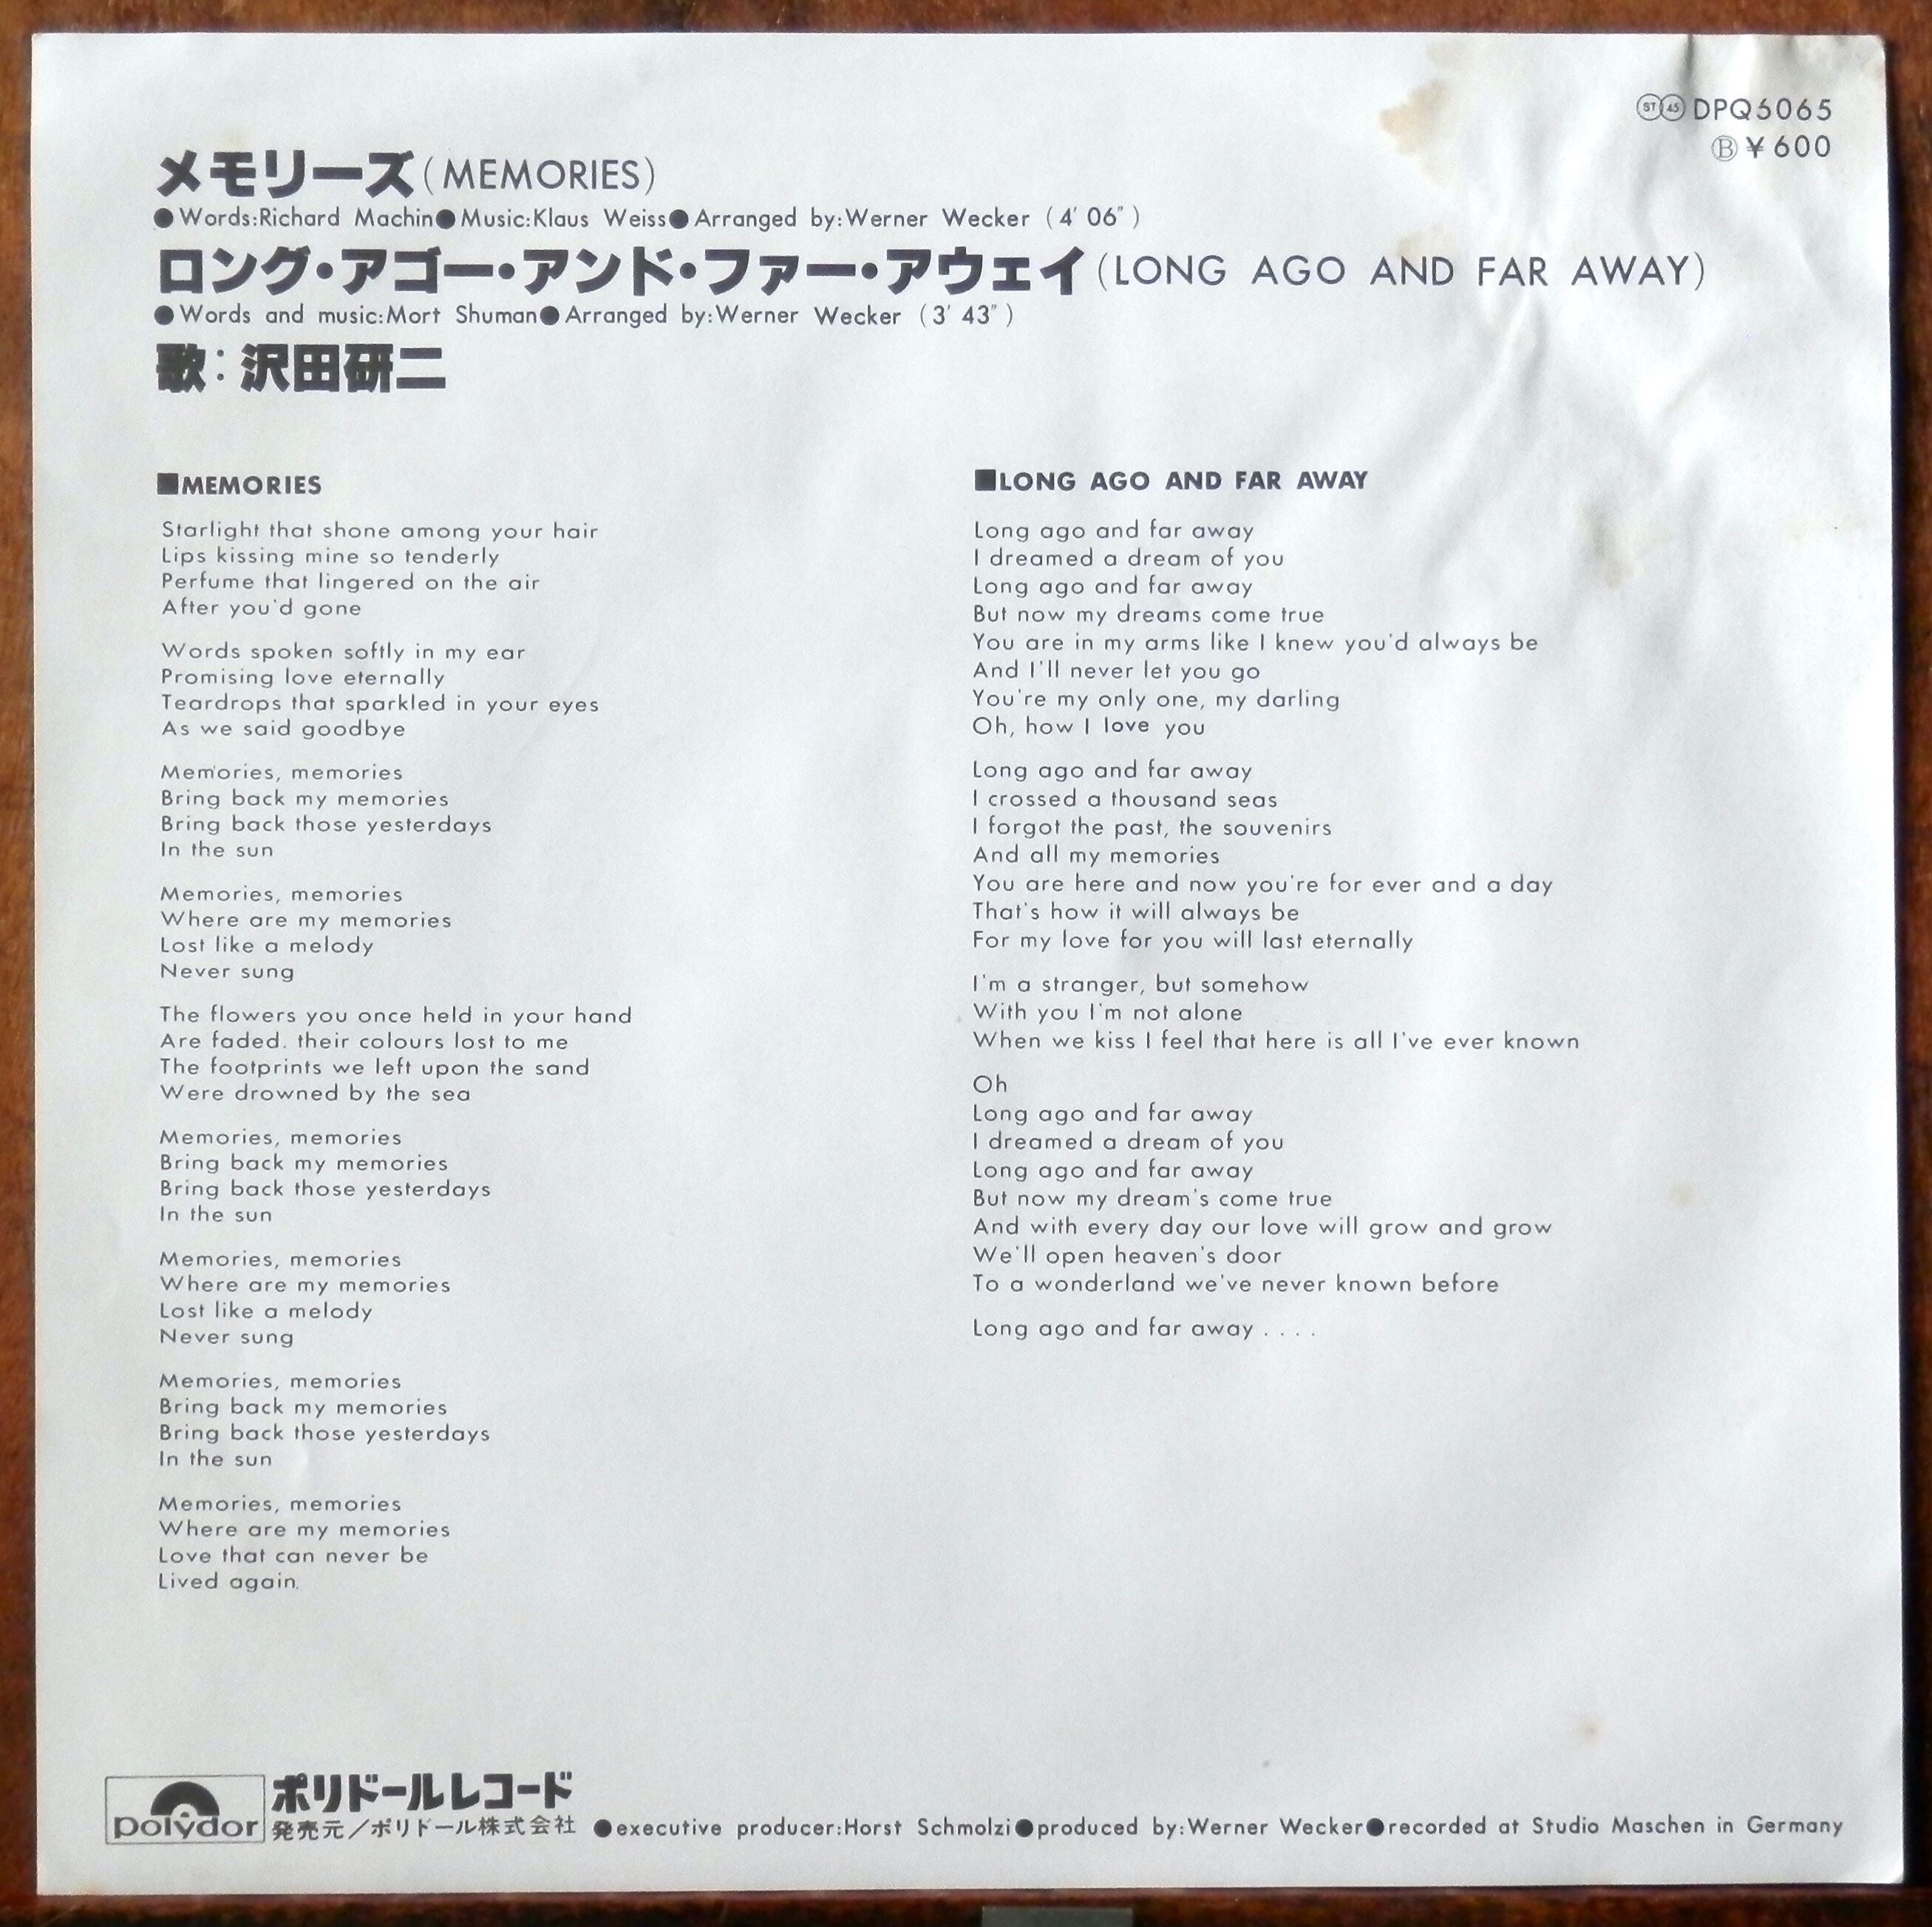 ST 45 DPQ6065
Ⓑ ¥600
メモリーズ(MEMORIES)
●Words:Richard Machin●Music:Klaus Weiss●Arranged by:Werner Wecker (4′06″)
ロング・アゴー・アンド・ファー・アウェイ(LONG AGO AND FAR AWAY)
●Words and music:Mort Shuman●Arranged by:Werner Wecker (3′43″)
歌:沢田研二
■MEMORIES
Starlight that shone among your hair
Lips kissing mine so tenderly
Perfume that lingered on the air
After you'd gone
Words spoken softly in my ear
Promising love eternally
Teardrops that sparkled in your eyes
As we said goodbye
Memories, memories
Bring back my memories
Bring back those yesterdays
In the sun
Memories, memories
Where are my memories
Lost like a melody
Never sung
The flowers you once held in your hand
Are faded. their colours lost to me
The footprints we left upon the sand
Were drowned by the sea
Memories, memories
Bring back my memories
Bring back those yesterdays
In the sun
Memories, memories
Where are my memories
Lost like a melody
Never sung
Memories, memories
Bring back my memories
Bring back those yesterdays
In the sun
Memories, memories
Where are my memories
Love that can never be
Lived again.
■LONG AGO AND FAR AWAY
Long ago and far away
I dreamed a dream of you
Long ago and far away
But now my dreams come true
You are in my arms like I knew you'd always be
And I'll never let you go
You're my only one, my darling
Oh, how I love you
Long ago and far away
I crossed a thousand seas
I forgot the past, the souvenirs
And all my memories
You are here and now you're for ever and a day
That's how it will always be
For my love for you will last eternally
I'm a stranger, but somehow
With you I'm not alone
When we kiss I feel that here is all I've ever known
Oh
Long ago and far away
I dreamed a dream of you
Long ago and far away
But now my dream's come true
And with every day our love will grow and grow
We'll open heaven's door
To a wonderland we've never known before
Long ago and far away . . . .
polydor
ポリドールレコード
発売元/ポリドール株式会社 ●executive producer:Horst Schmolzi●produced by:Werner Wecker●recorded at Studio Maschen in Germany